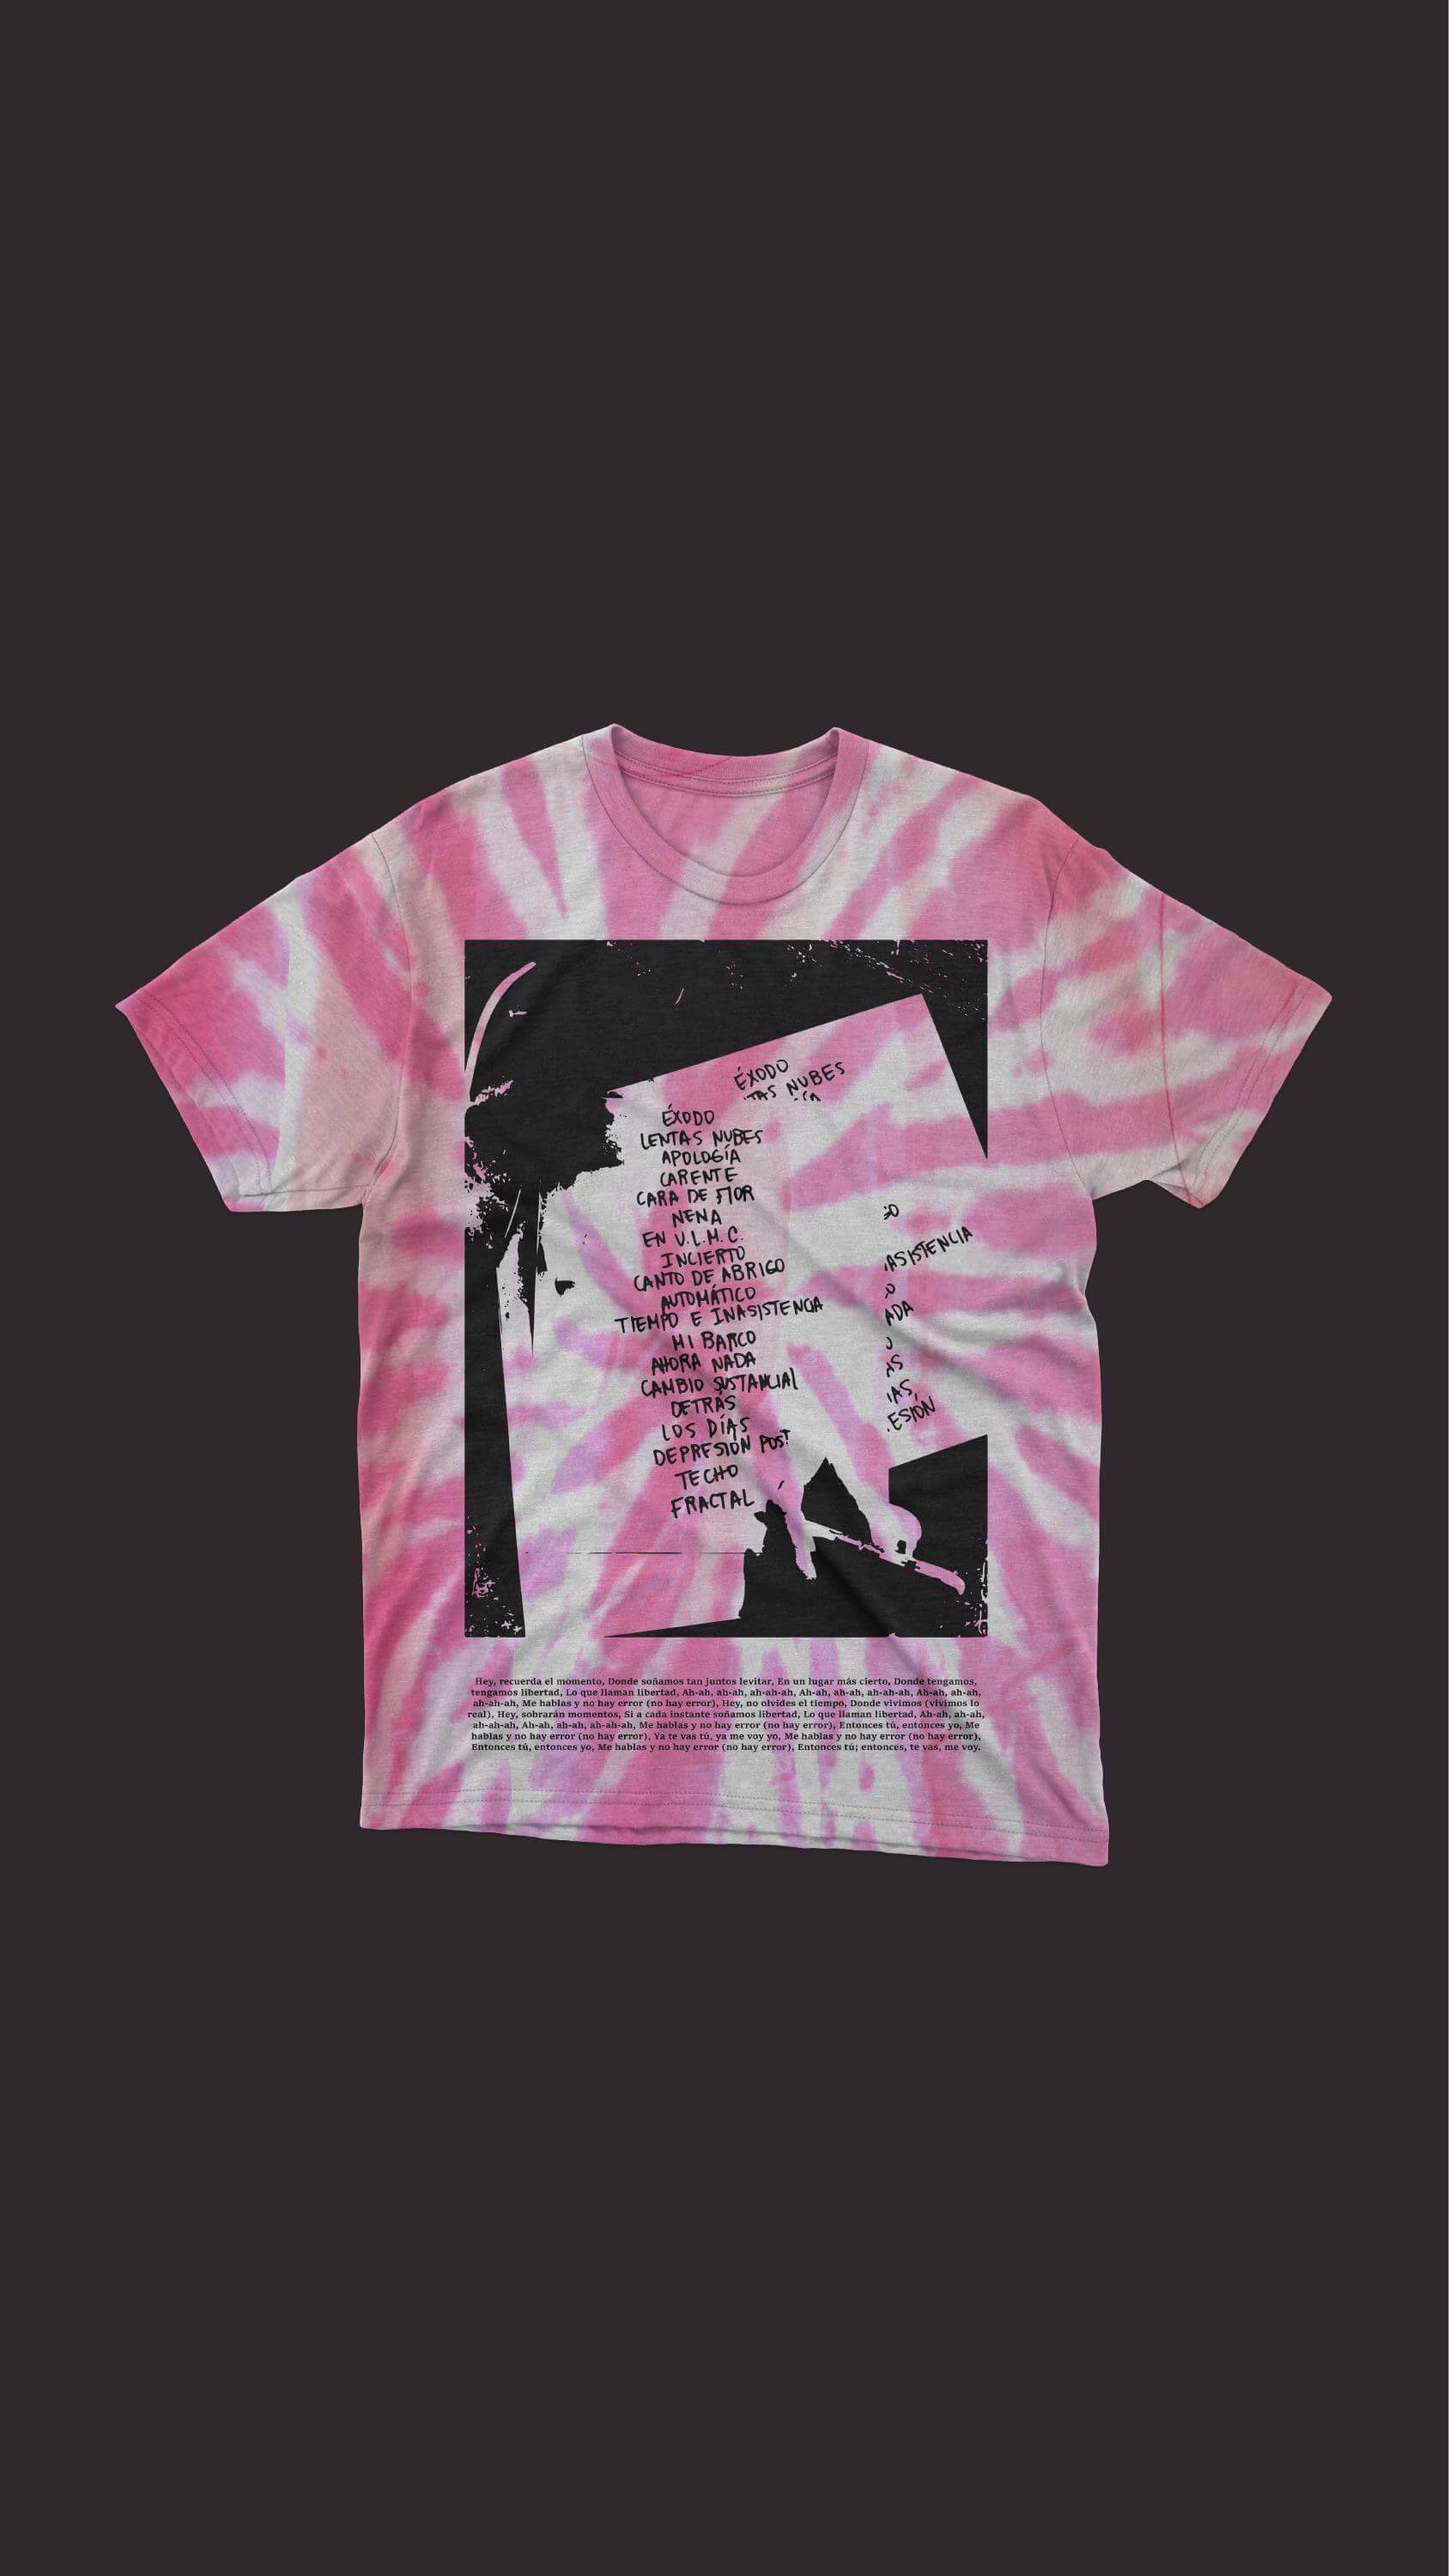 ÉXODO
NUBES
ÉXODO
LENTAS NUBES
APOLOGÍA
CARENTE
CARA DE FLOR
NENA
EN U.L.M.C.
INCIERTO
CANTO DE ABRIGO
AUTOMÁTICO
TIEMPO E INASISTENCIA
MI BARCO
AHORA NADA
CAMBIO SUSTANCIAL
DETRÁS
LOS DÍAS
DEPRESIÓN POST
TECHO
FRACTAL
ASISTENCIA
ADA
ESIÓN
Hey, recuerda el momento, Donde soñamos tan juntos levitar, En un lugar más cierto, Donde tengamos,
tengamos libertad, Lo que llaman libertad, Ah-ah, ah-ah, ah-ah-ah, Ah-ah, ah-ah, ah-ah-ah, Ah-ah, ah-ah,
ah-ah-ah, Me hablas y no hay error (no hay error), Hey, no olvides el tiempo, Donde vivimos (vivimos lo
real), Hey, sobrarán momentos, Si a cada instante soñamos libertad, Lo que llaman libertad, Ah-ah, ah-ah,
ah-ah-ah, Ah-ah, ah-ah, ah-ah-ah, Me hablas y no hay error (no hay error), Entonces tú, entonces yo, Me
hablas y no hay error (no hay error), Ya te vas tú, ya me voy yo, Me hablas y no hay error (no hay error),
Entonces tú, entonces yo, Me hablas y no hay error (no hay error), Entonces tú; entonces, te vas, me voy.